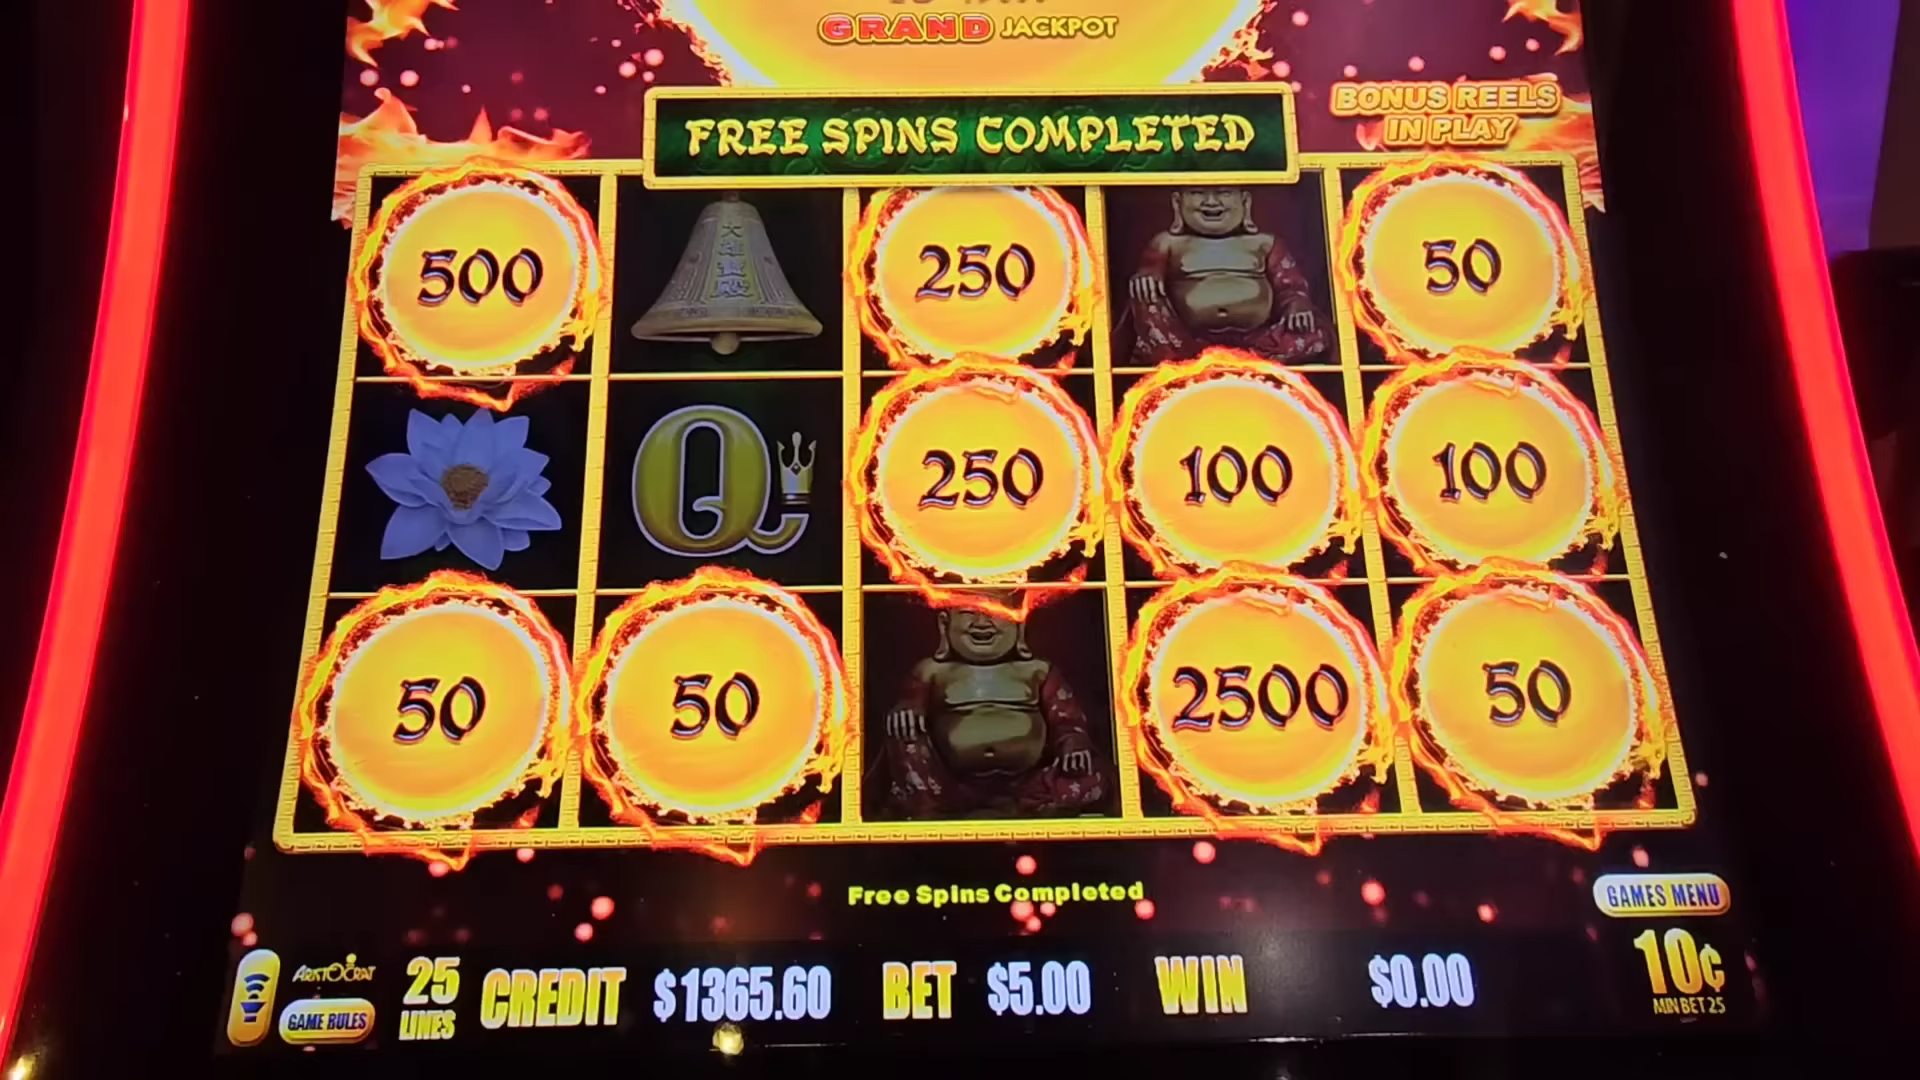 GRAND JACKPOT
BONUS REELS
IN PLAY
FREE SPINS COMPLETED
500
250
50
Q
250
100
100
50
50
2500
50
Free Spins Completed
GAMES MENU
ARISTOCRAT
GAME RULES
25
LINES
CREDIT $1365.60 BET $5.00 WIN $0.00
10¢
MIN BET 25